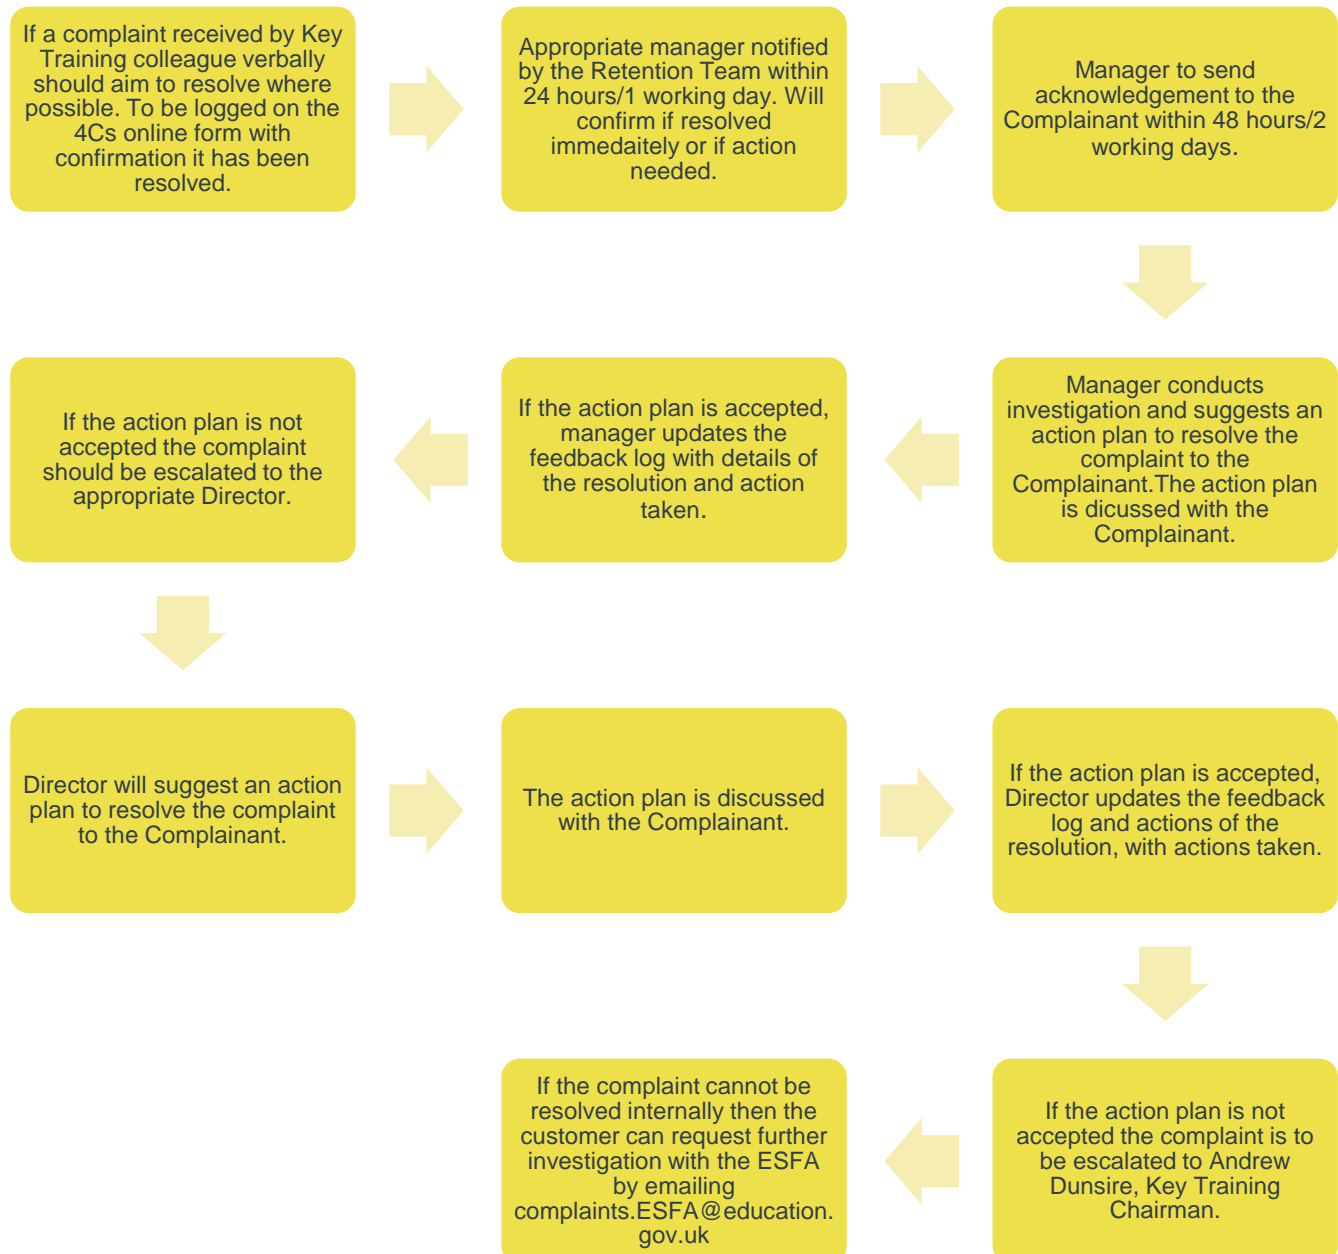 If a complaint received by Key
Training colleague verbally
should aim to resolve where
possible. To be logged on the
4Cs online form with
confirmation it has been
resolved.
Appropriate manager notified
by the Retention Team within
24 hours/1 working day. Will
confirm if resolved
immedaitely or if action
needed.
Manager to send
acknowledgement to the
Complainant within 48 hours/2
working days.
Manager conducts
investigation and suggests an
action plan to resolve the
complaint to the
Complainant.The action plan
is dicussed with the
Complainant.
If the action plan is accepted,
manager updates the
feedback log with details of
the resolution and action
taken.
If the action plan is not
accepted the complaint
should be escalated to the
appropriate Director.
Director will suggest an action
plan to resolve the complaint
to the Complainant.
The action plan is discussed
with the Complainant.
If the action plan is accepted,
Director updates the feedback
log and actions of the
resolution, with actions taken.
If the action plan is not
accepted the complaint is to
be escalated to Andrew
Dunsire, Key Training
Chairman.
If the complaint cannot be
resolved internally then the
customer can request further
investigation with the ESFA
by emailing
complaints.ESFA@education.
gov.uk